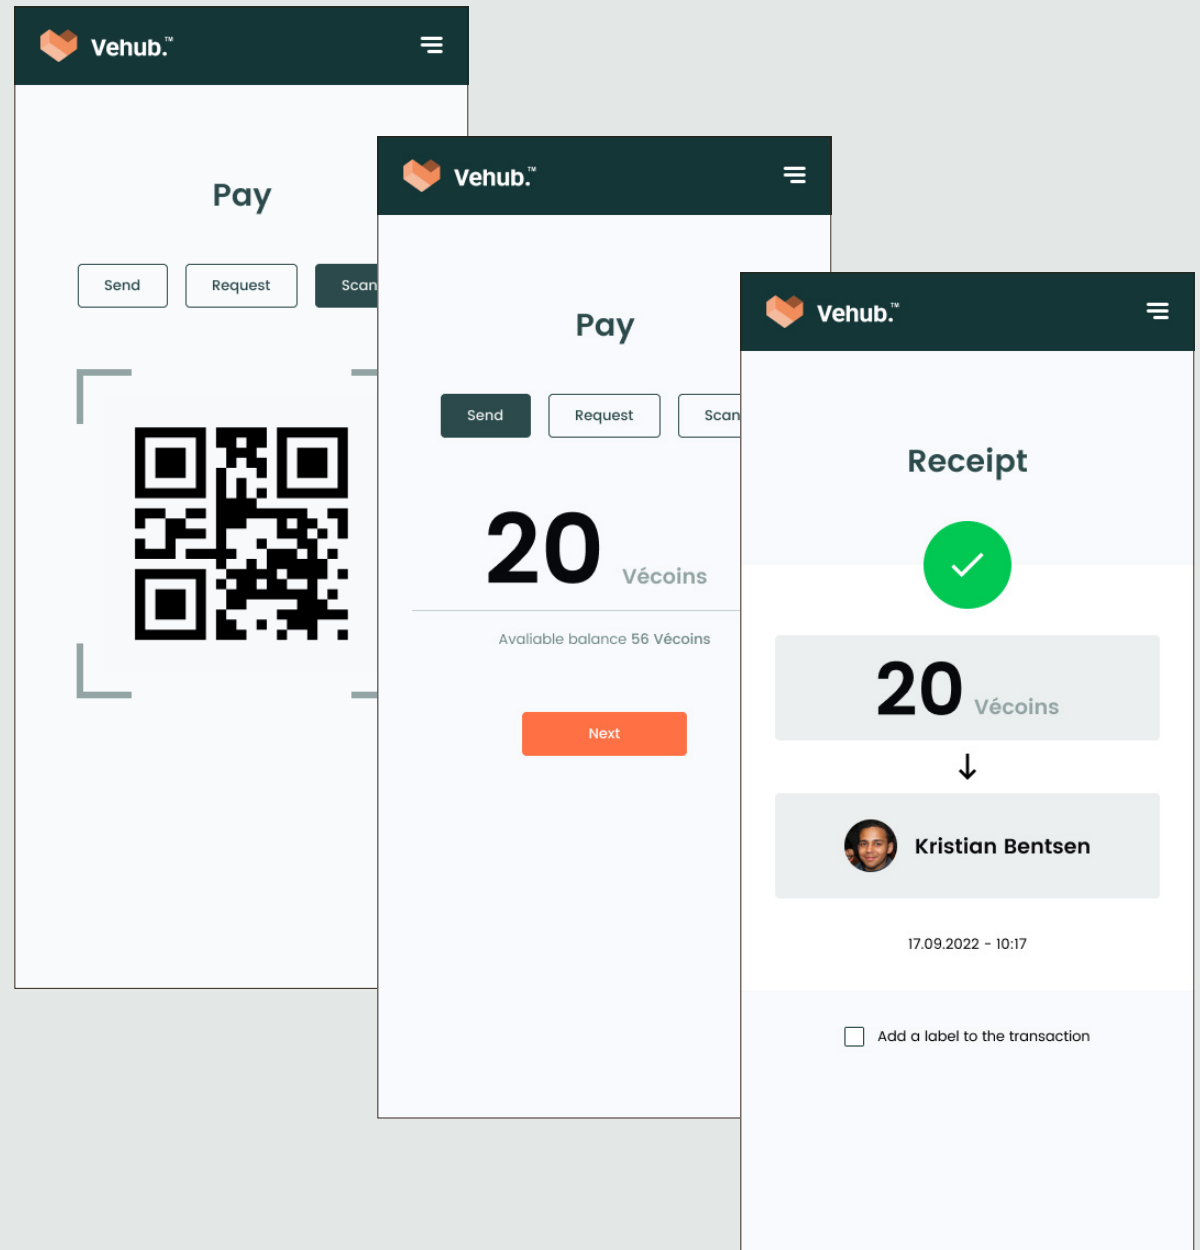 Vehub.™
Pay
Send Request Scan
Vehub.™
Pay
Send Request Scan
20 Vécoins
Avaliable balance 56 Vécoins
Next
Vehub.™
Receipt
20 Vécoins
Kristian Bentsen
17.09.2022 - 10:17
Add a label to the transaction